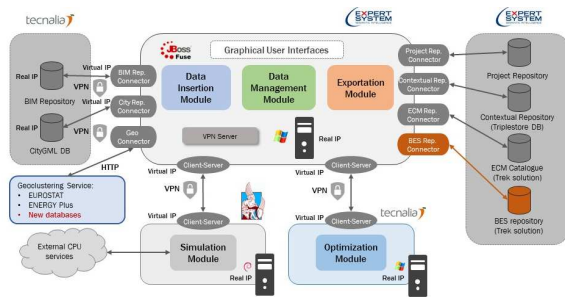 tecnalia
EXPERT
SYSTEM
EXPERT
SYSTEM
JBoss
Fuse
Graphical User Interfaces
Real IP
Virtual IP
BIM Rep.
Connector
VPN
BIM Repository
Virtual IP
City Rep.
Connector
Real IP
VPN
CityGML DB
Geo
Connector
HTTP
Data
Insertion
Module
Data
Management
Module
Exportation
Module
VPN Server
Real IP
Project Rep.
Connector
Contextual Rep.
Connector
ECM Rep.
Connector
BES Rep.
Connector
Project Repository
Contextual Repository
(Triplestore DB)
ECM Catalogue
(Trek solution)
BES repository
(Trek solution)
Geoclustering Service:
• EUROSTAT
• ENERGY Plus
• New databases
Client-Server
Virtual IP
VPN
Virtual IP
Client-Server
Client-Server
Virtual IP
VPN
Virtual IP
Client-Server
tecnalia
External CPU
services
Simulation
Module
Real IP
Optimization
Module
Real IP